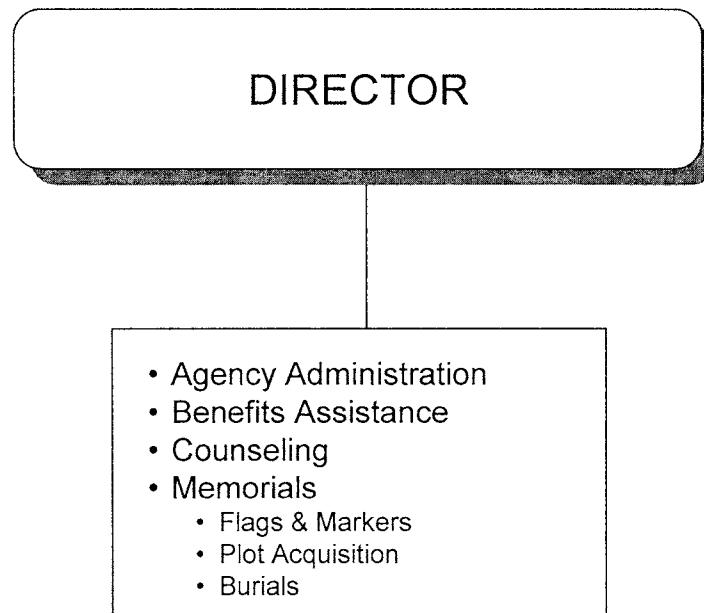 DIRECTOR
• Agency Administration
• Benefits Assistance
• Counseling
• Memorials
• Flags & Markers
• Plot Acquisition
• Burials